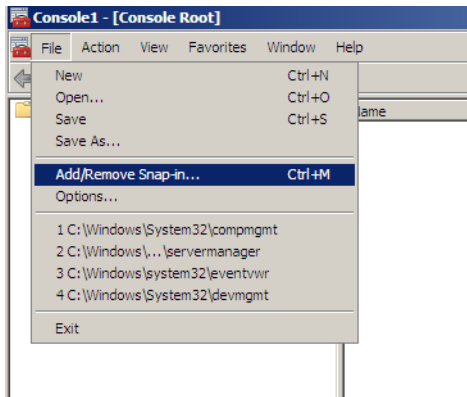 Console1 - [Console Root]
File Action View Favorites Window Help
New Ctrl+N
Open... Ctrl+O
Save Ctrl+S
Save As...
Add/Remove Snap-in... Ctrl+M
Options...
1 C:\Windows\System32\compmgmt
2 C:\Windows\...\servermanager
3 C:\Windows\system32\eventvwr
4 C:\Windows\System32\devmgmt
Exit